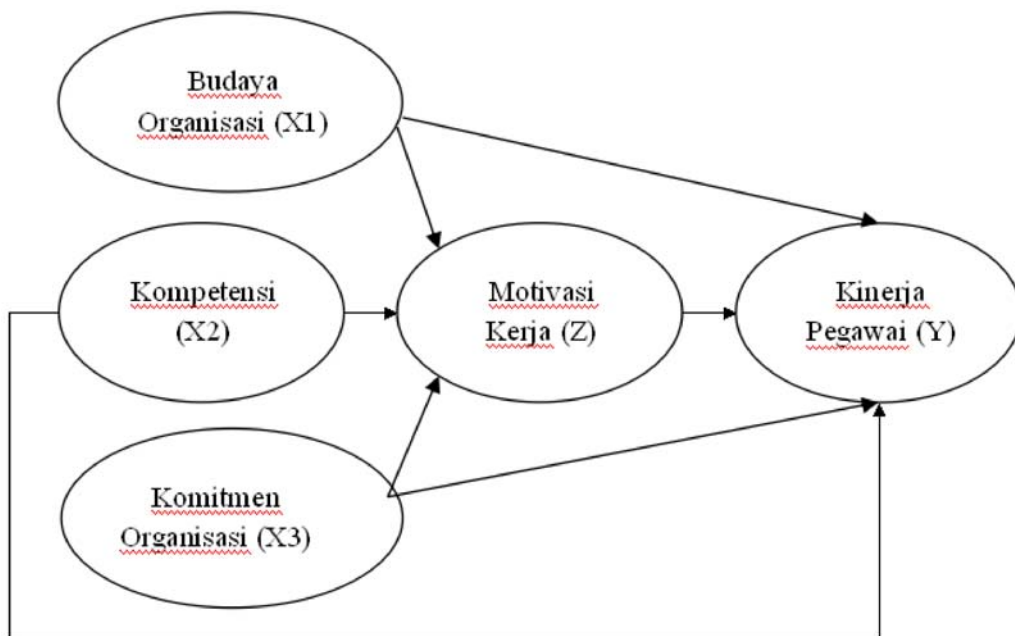 Budaya
Organisasi (X1)
Kompetensi
(X2)
Motivasi
Kerja (Z)
Kinerja
Pegawai (Y)
Komitmen
Organisasi (X3)